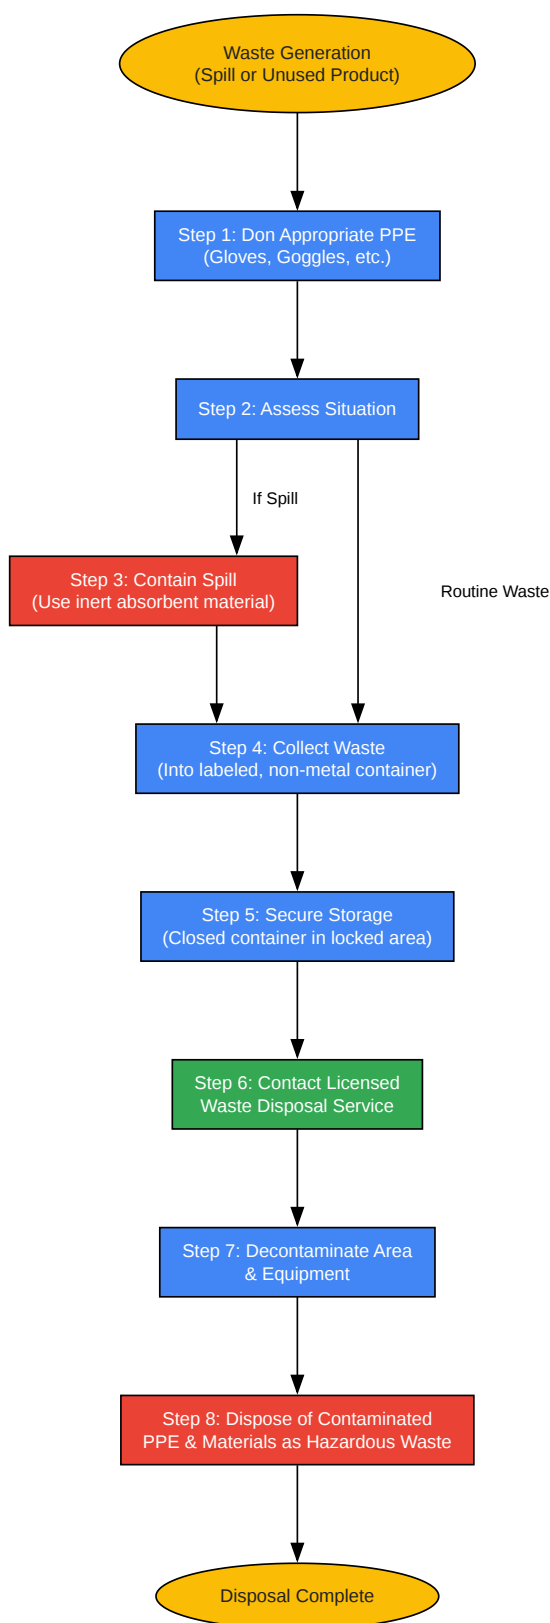 Waste Generation
(Spill or Unused Product)
Step 1: Don Appropriate PPE
(Gloves, Goggles, etc.)
Step 2: Assess Situation
If Spill
Step 3: Contain Spill
(Use inert absorbent material)
Routine Waste
Step 4: Collect Waste
(Into labeled, non-metal container)
Step 5: Secure Storage
(Closed container in locked area)
Step 6: Contact Licensed
Waste Disposal Service
Step 7: Decontaminate Area
& Equipment
Step 8: Dispose of Contaminated
PPE & Materials as Hazardous Waste
Disposal Complete